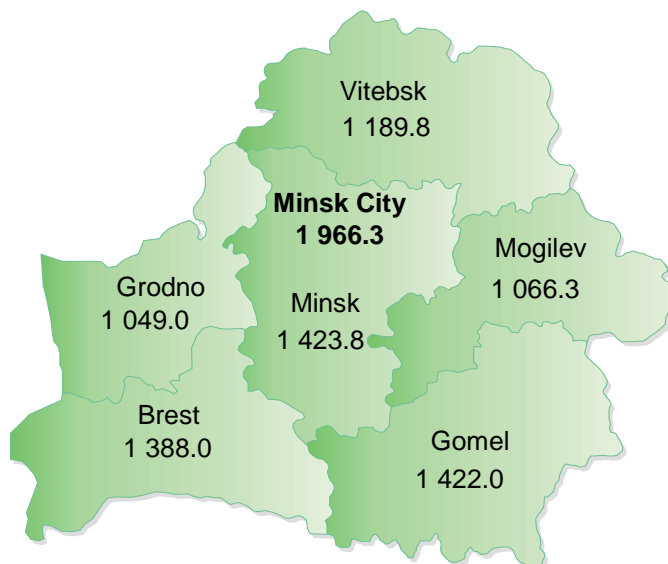 Vitebsk
1 189.8
Minsk City
1 966.3
Mogilev
1 066.3
Grodno
1 049.0
Minsk
1 423.8
Brest
1 388.0
Gomel
1 422.0